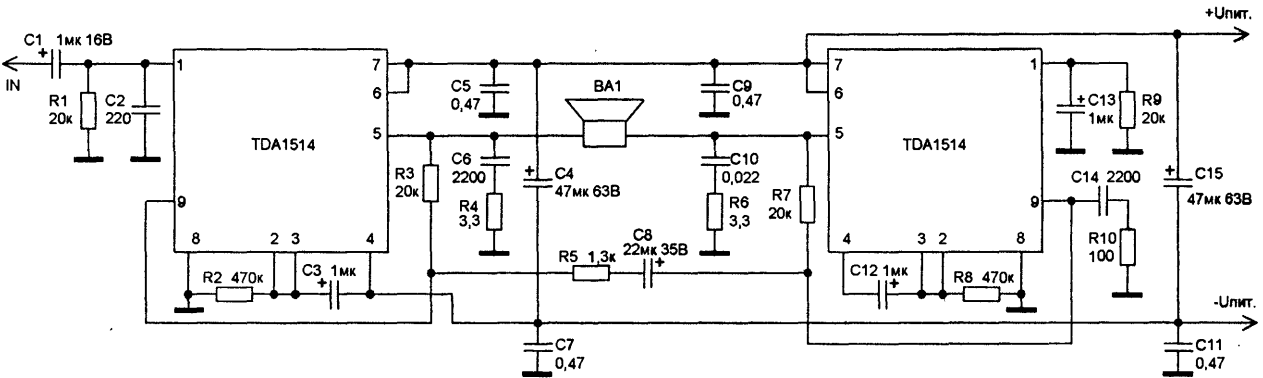 +Uпит.
C1 1мк 16В
+
IN
R1
20к
C2
220
1
7
6
5
TDA1514
9
8
2
3
4
R2 470к
C3 1мк
+
C5
0,47
BA1
C9
0,47
R3
20к
C6
2200
R4
3,3
+
C4
47мк 63В
C10
0,022
R6
3,3
R7
20к
R5 1,3к
C8
22мк 35В
+
C7
0,47
7
6
5
1
TDA1514
9
4
3
2
8
C12 1мк
+
R8 470к
+
C13
1мк
R9
20к
C14 2200
R10
100
+
C15
47мк 63В
-Uпит.
C11
0,47